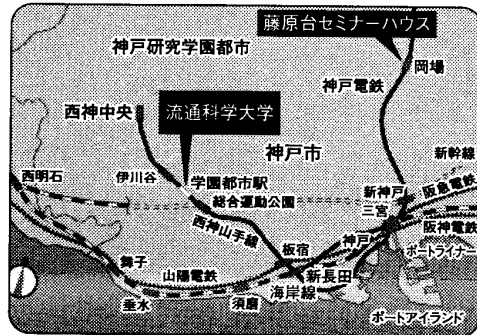 藤原台セミナーハウス
神戸研究学園都市
岡場
神戸電鉄
西神中央
流通科学大学
神戸市
新幹線
西明石
伊川谷
学園都市駅
総合運動公園
新神戸
阪急電鉄
三宮
西神山手線
神戸
阪神電鉄
板宿
ポートライナー
舞子
山陽電鉄
新長田
垂水
須磨
海岸線
ポートアイランド